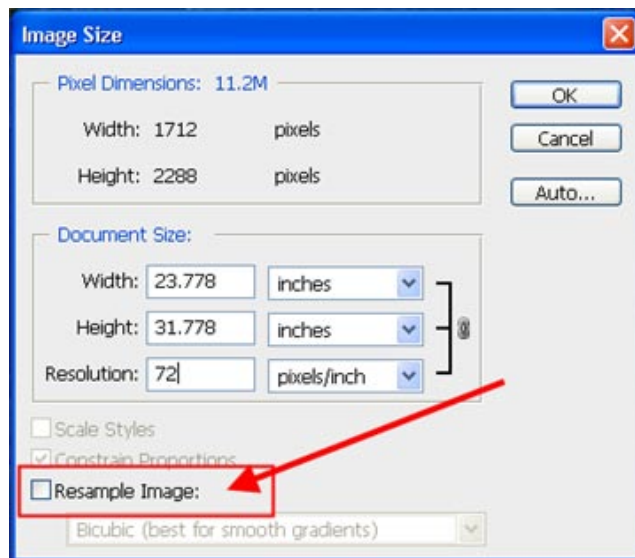 Image Size
Pixel Dimensions: 11.2M
Width: 1712 pixels
Height: 2288 pixels
OK
Cancel
Auto...
Document Size:
Width: 23.778 inches
Height: 31.778 inches
Resolution: 72 pixels/inch
Scale Styles
Constrain Proportions
Resample Image:
Bicubic (best for smooth gradients)